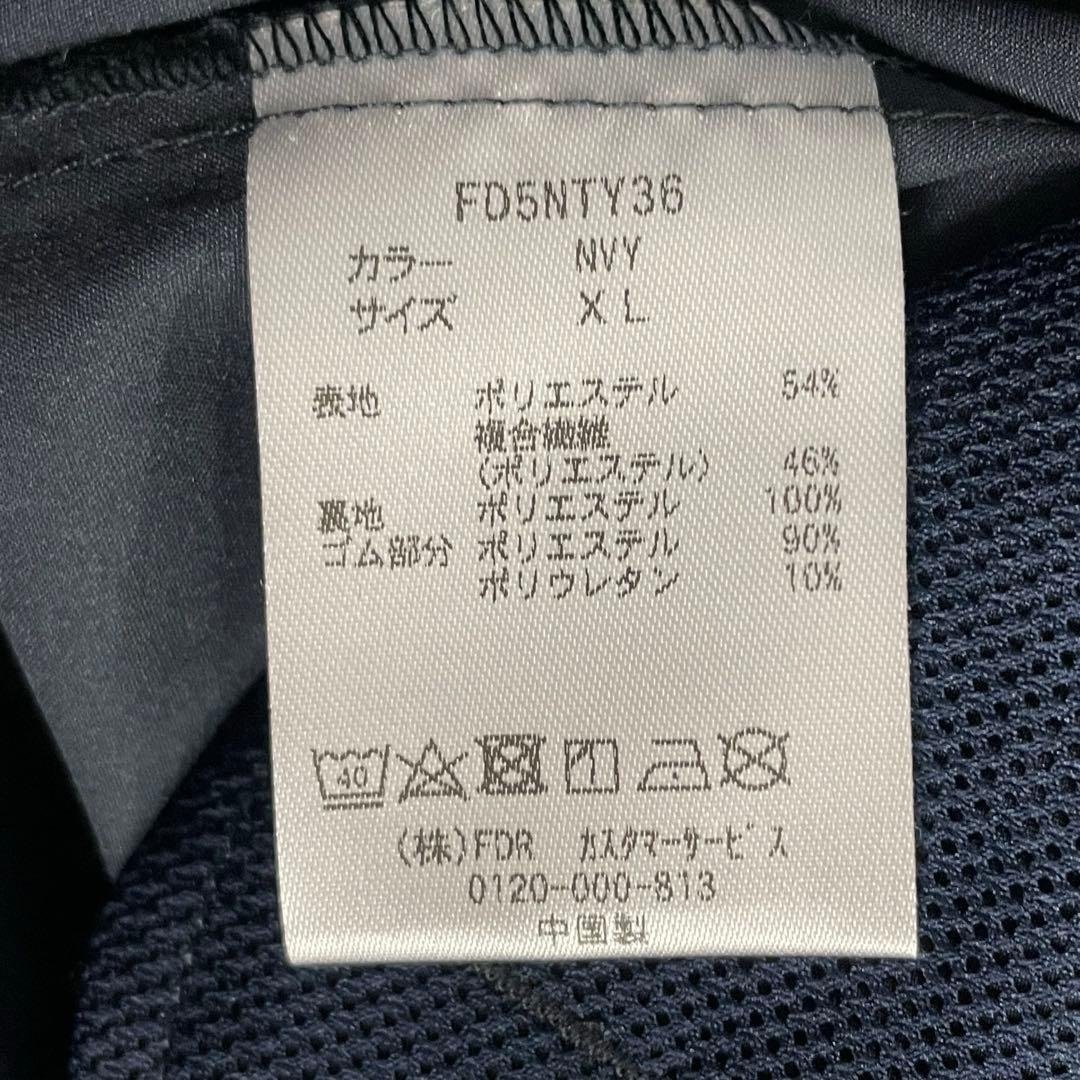 FD5NTY36
カラー NVY
サイズ XL
表地 ポリエステル 54%
複合繊維
(ポリエステル) 46%
裏地 ポリエステル 100%
ゴム部分 ポリエステル 90%
ポリウレタン 10%
40
(株)FDR カスタマーサービス
0120-000-813
中国製